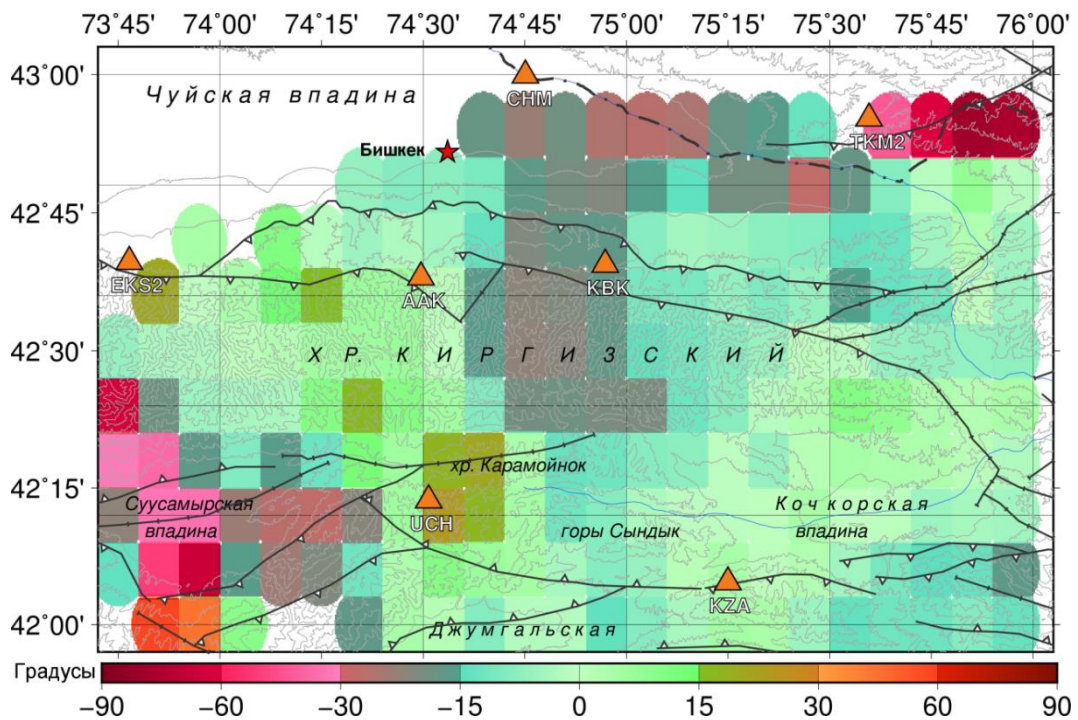 73°45' 74°00' 74°15' 74°30' 74°45' 75°00' 75°15' 75°30' 75°45' 76°00'
43°00'
Чуйская впадина
CHM
TKM2
Бишкек
42°45'
EKS2
AAK
KBK
42°30'
ХР. КИРГИЗСКИЙ
хр. Карамойнок
42°15'
Суусамырская
впадина
UCH
горы Сындык
Кочкорская
впадина
KZA
42°00'
Джумгальская
Градусы
−90 −60 −30 −15 0 15 30 60 90